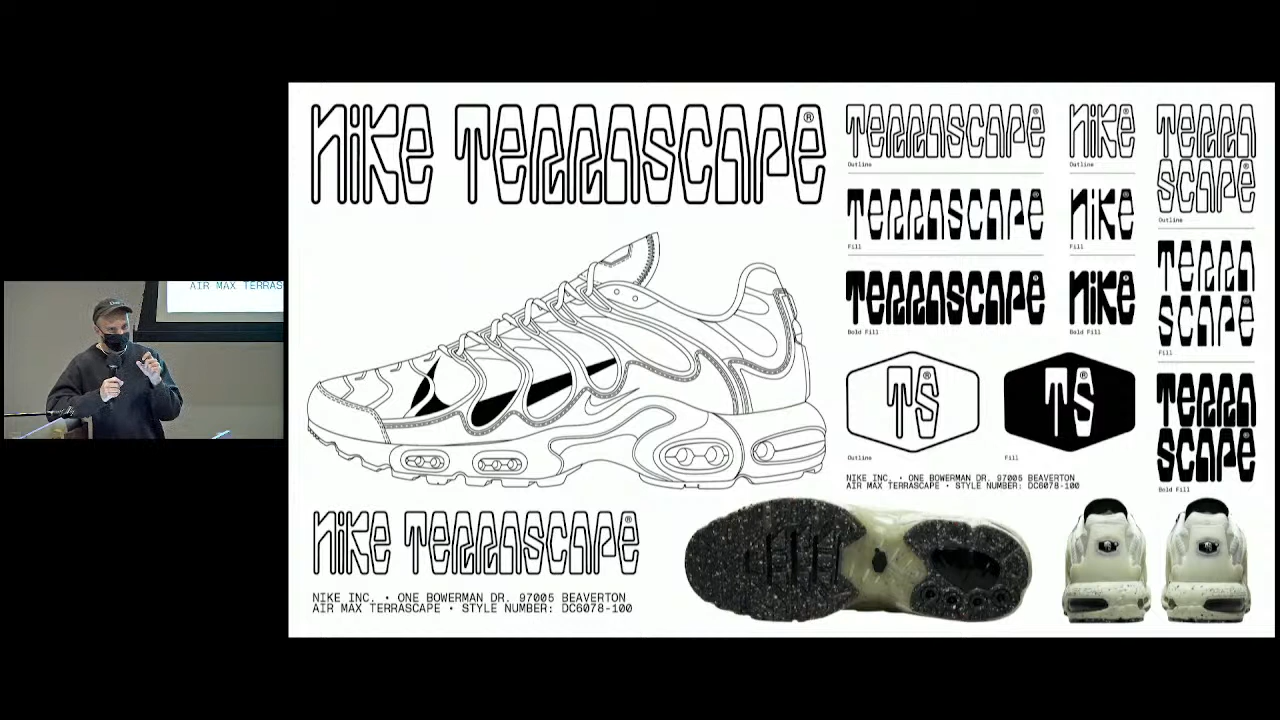 AIR MAX TERRAS
NIKE TERRASCAPE®
NIKE INC. • ONE BOWERMAN DR. 97005 BEAVERTON
AIR MAX TERRASCAPE • STYLE NUMBER: DC6078-100
NIKE TERRASCAPE®
TERRASCAPE®
Outline
TERRASCAPE®
Fill
TERRASCAPE®
Bold Fill
NIKE®
Outline
NIKE®
Fill
NIKE®
Bold Fill
TERRA
SCAPE®
Outline
TERRA
SCAPE®
Fill
TERRA
SCAPE®
Bold Fill
TS®
Outline
TS®
Fill
NIKE INC. • ONE BOWERMAN DR. 97005 BEAVERTON
AIR MAX TERRASCAPE • STYLE NUMBER: DC6078-100